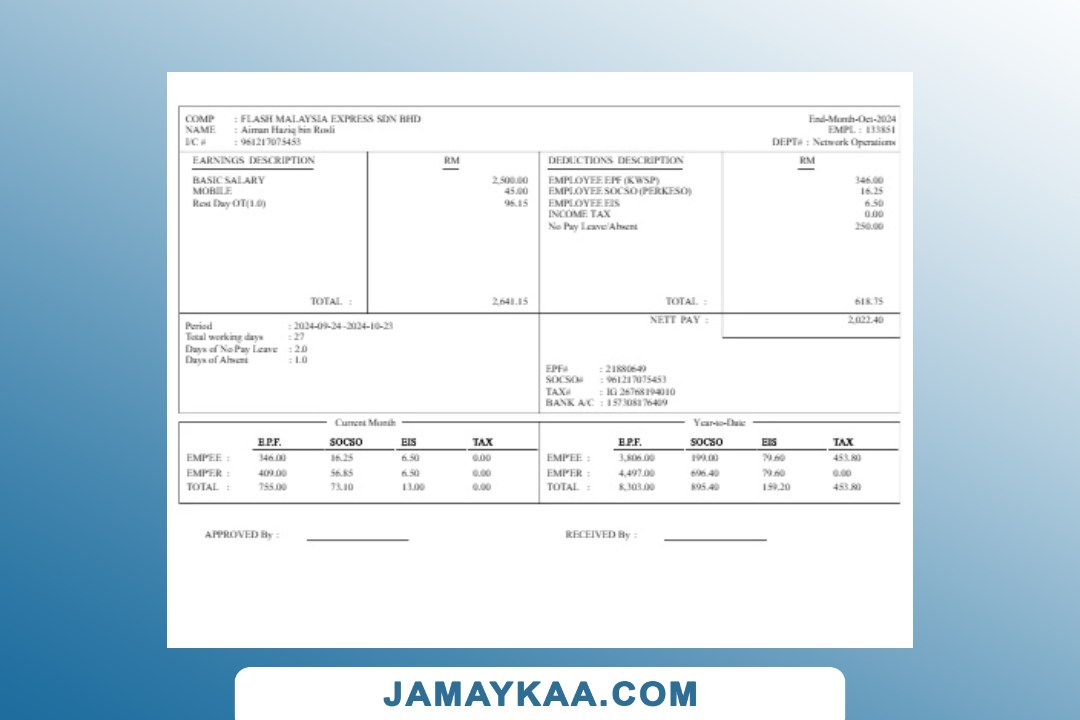 COMP : FLASH MALAYSIA EXPRESS SDN BHD End-Month-Oct-2024
NAME : Aiman Haziq bin Rosli EMPL : 133851
I/C # : 961217075453 DEPT# : Network Operations
EARNINGS DESCRIPTION RM DEDUCTIONS DESCRIPTION RM
BASIC SALARY 2,500.00 EMPLOYEE EPF (KWSP) 346.00
MOBILE 45.00 EMPLOYEE SOCSO (PERKESO) 16.25
Rest Day OT(1.0) 96.15 EMPLOYEE EIS 6.50
INCOME TAX 0.00
No Pay Leave/Absent 250.00
TOTAL : 2,641.15 TOTAL : 618.75
NETT PAY : 2,022.40
Period : 2024-09-24 -2024-10-23
Total working days : 27
Days of No Pay Leave : 2.0
Days of Absent : 1.0
EPF# : 21880649
SOCSO# : 961217075453
TAX# : IG 26768194010
BANK A/C : 157308176409
Current Month Year-to-Date
E.P.F. SOCSO EIS TAX E.P.F. SOCSO EIS TAX
EMP'EE : 346.00 16.25 6.50 0.00 EMP'EE : 3,806.00 199.00 79.60 453.80
EMP'ER : 409.00 56.85 6.50 0.00 EMP'ER : 4,497.00 696.40 79.60 0.00
TOTAL : 755.00 73.10 13.00 0.00 TOTAL : 8,303.00 895.40 159.20 453.80
APPROVED By : RECEIVED By :
JAMAYKAA.COM